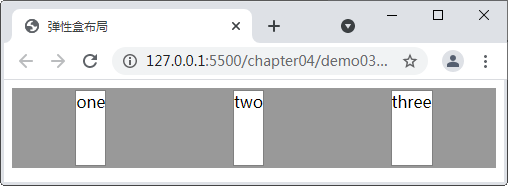 弹性盒布局
127.0.0.1:5500/chapter04/demo03...
one two three